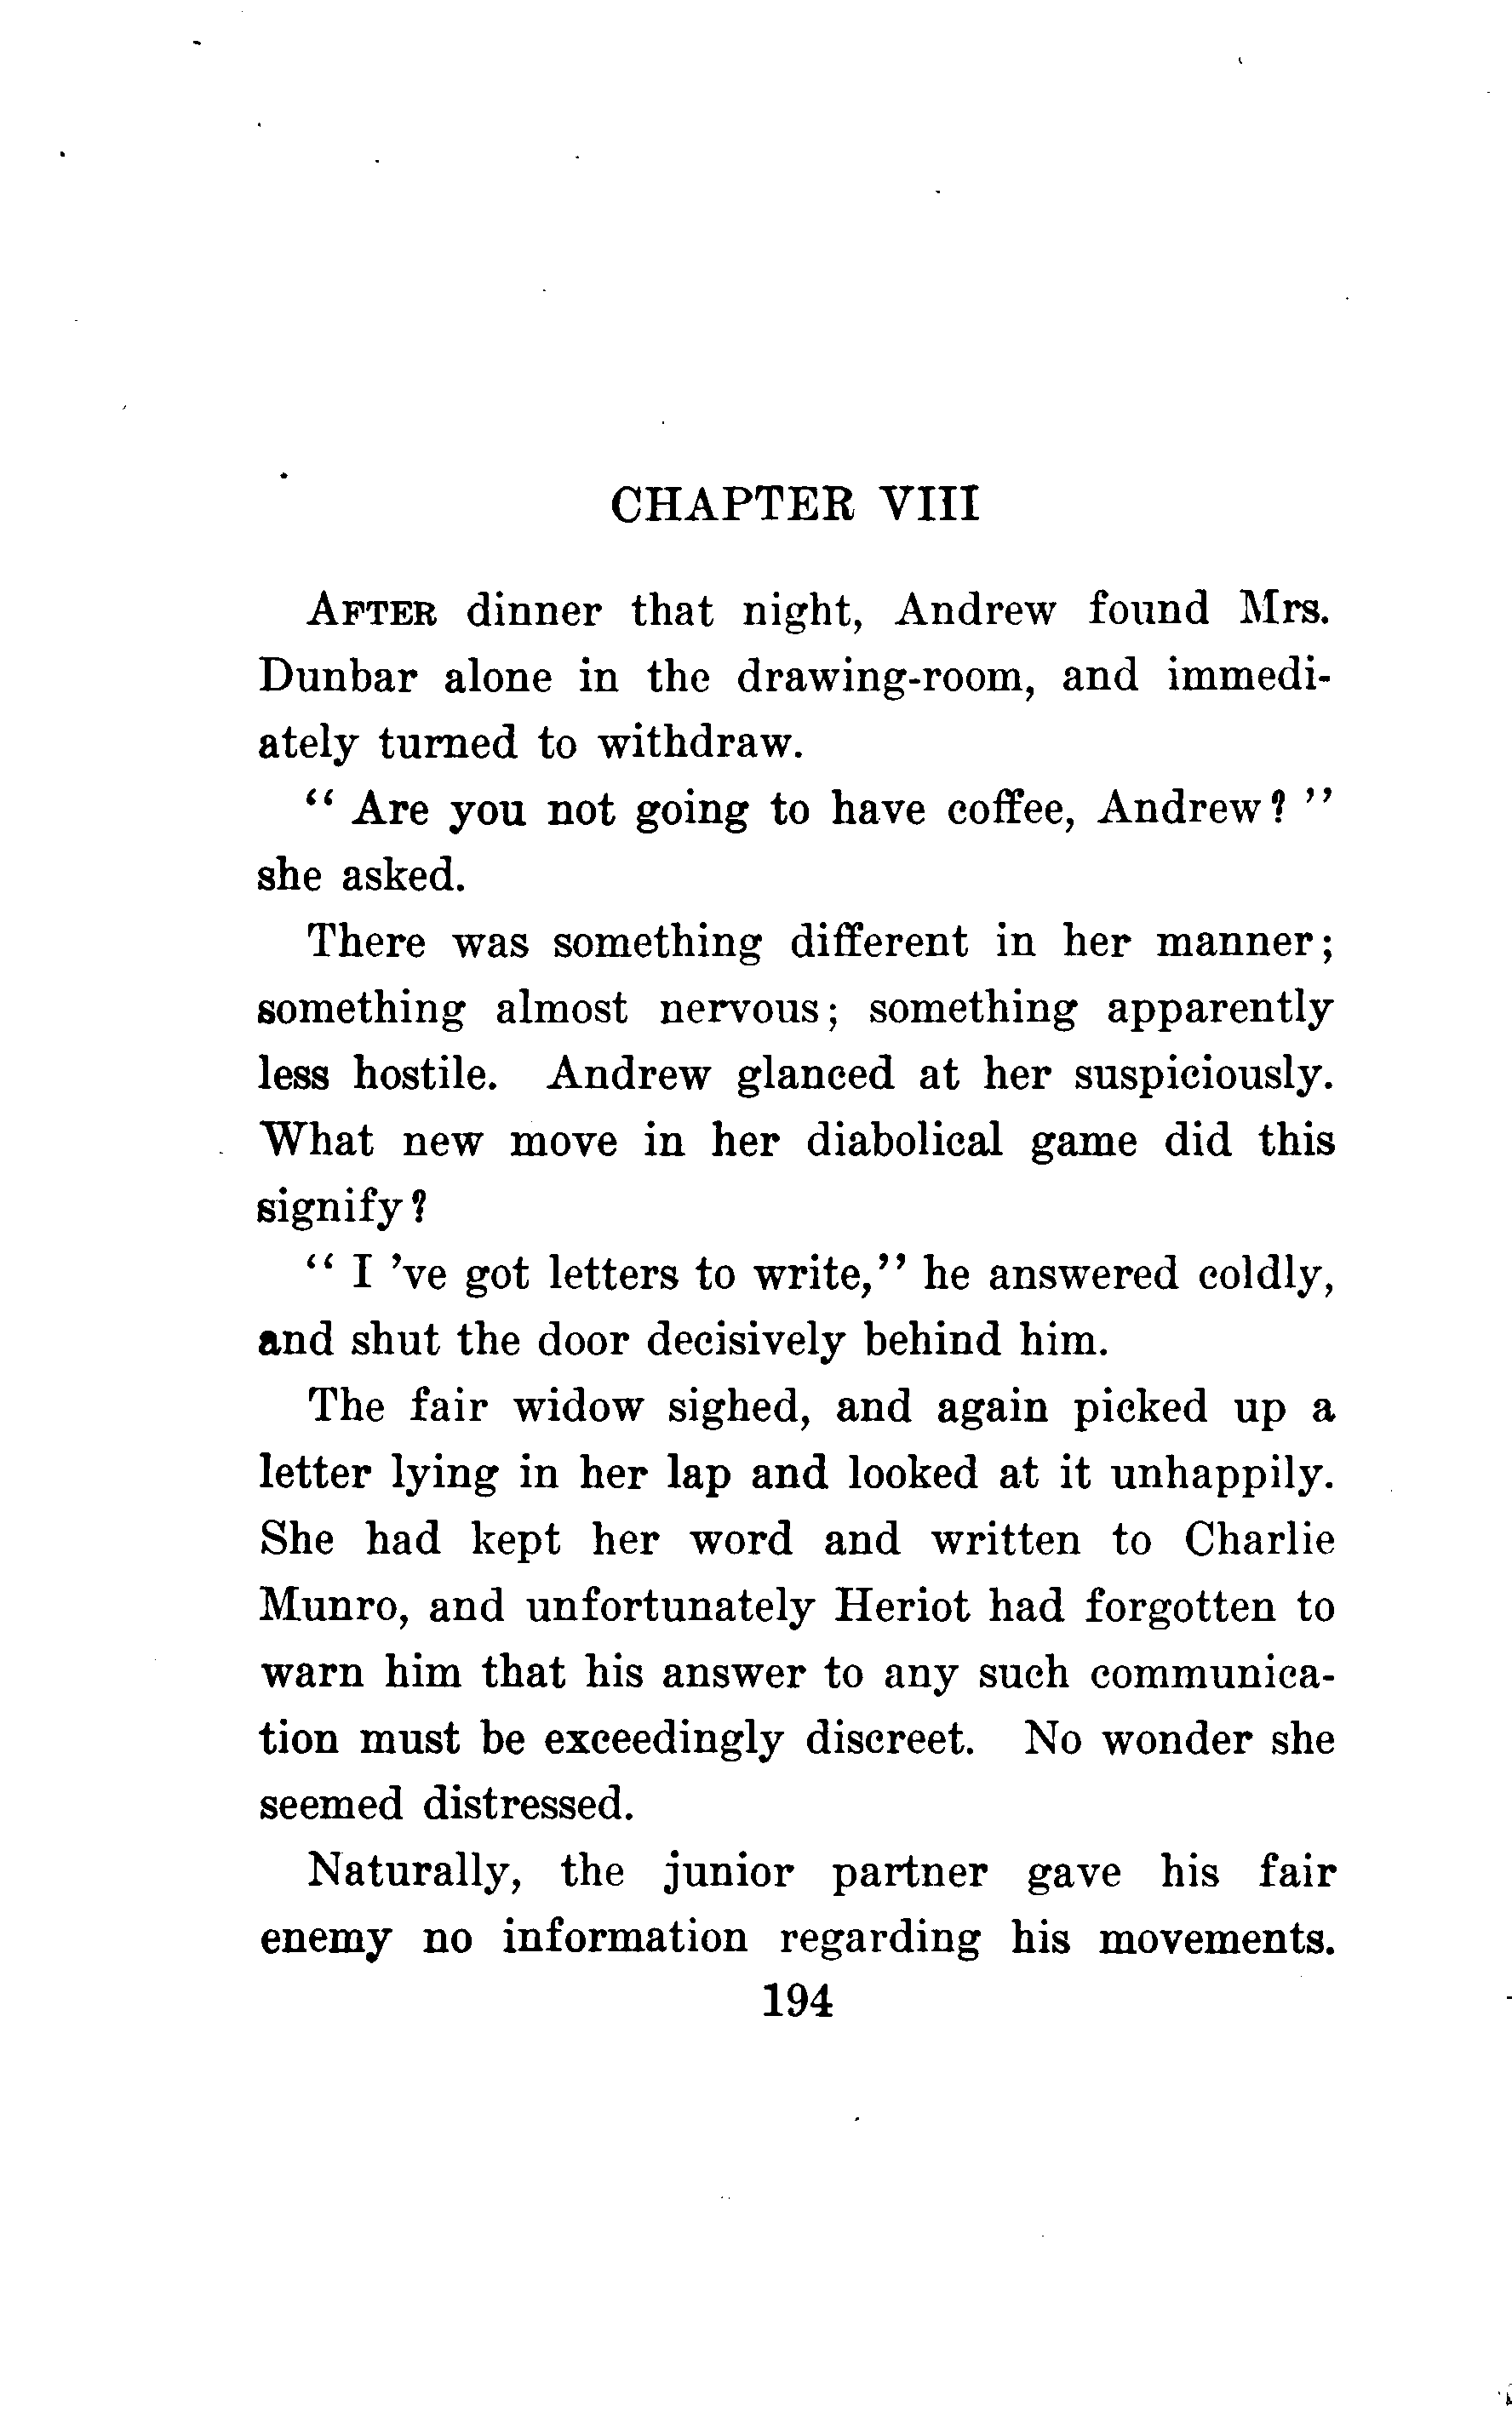 CHAPTER VIII
AFTER dinner that night, Andrew found Mrs.
Dunbar alone in the drawing-room, and immedi-
ately turned to withdraw.
“ Are you not going to have coffee, Andrew? ”
she asked.
There was something different in her manner;
something almost nervous; something apparently
less hostile. Andrew glanced at her suspiciously.
What new move in her diabolical game did this
signify?
“ I ’ve got letters to write,” he answered coldly,
and shut the door decisively behind him.
The fair widow sighed, and again picked up a
letter lying in her lap and looked at it unhappily.
She had kept her word and written to Charlie
Munro, and unfortunately Heriot had forgotten to
warn him that his answer to any such communica-
tion must be exceedingly discreet. No wonder she
seemed distressed.
Naturally, the junior partner gave his fair
enemy no information regarding his movements.
194